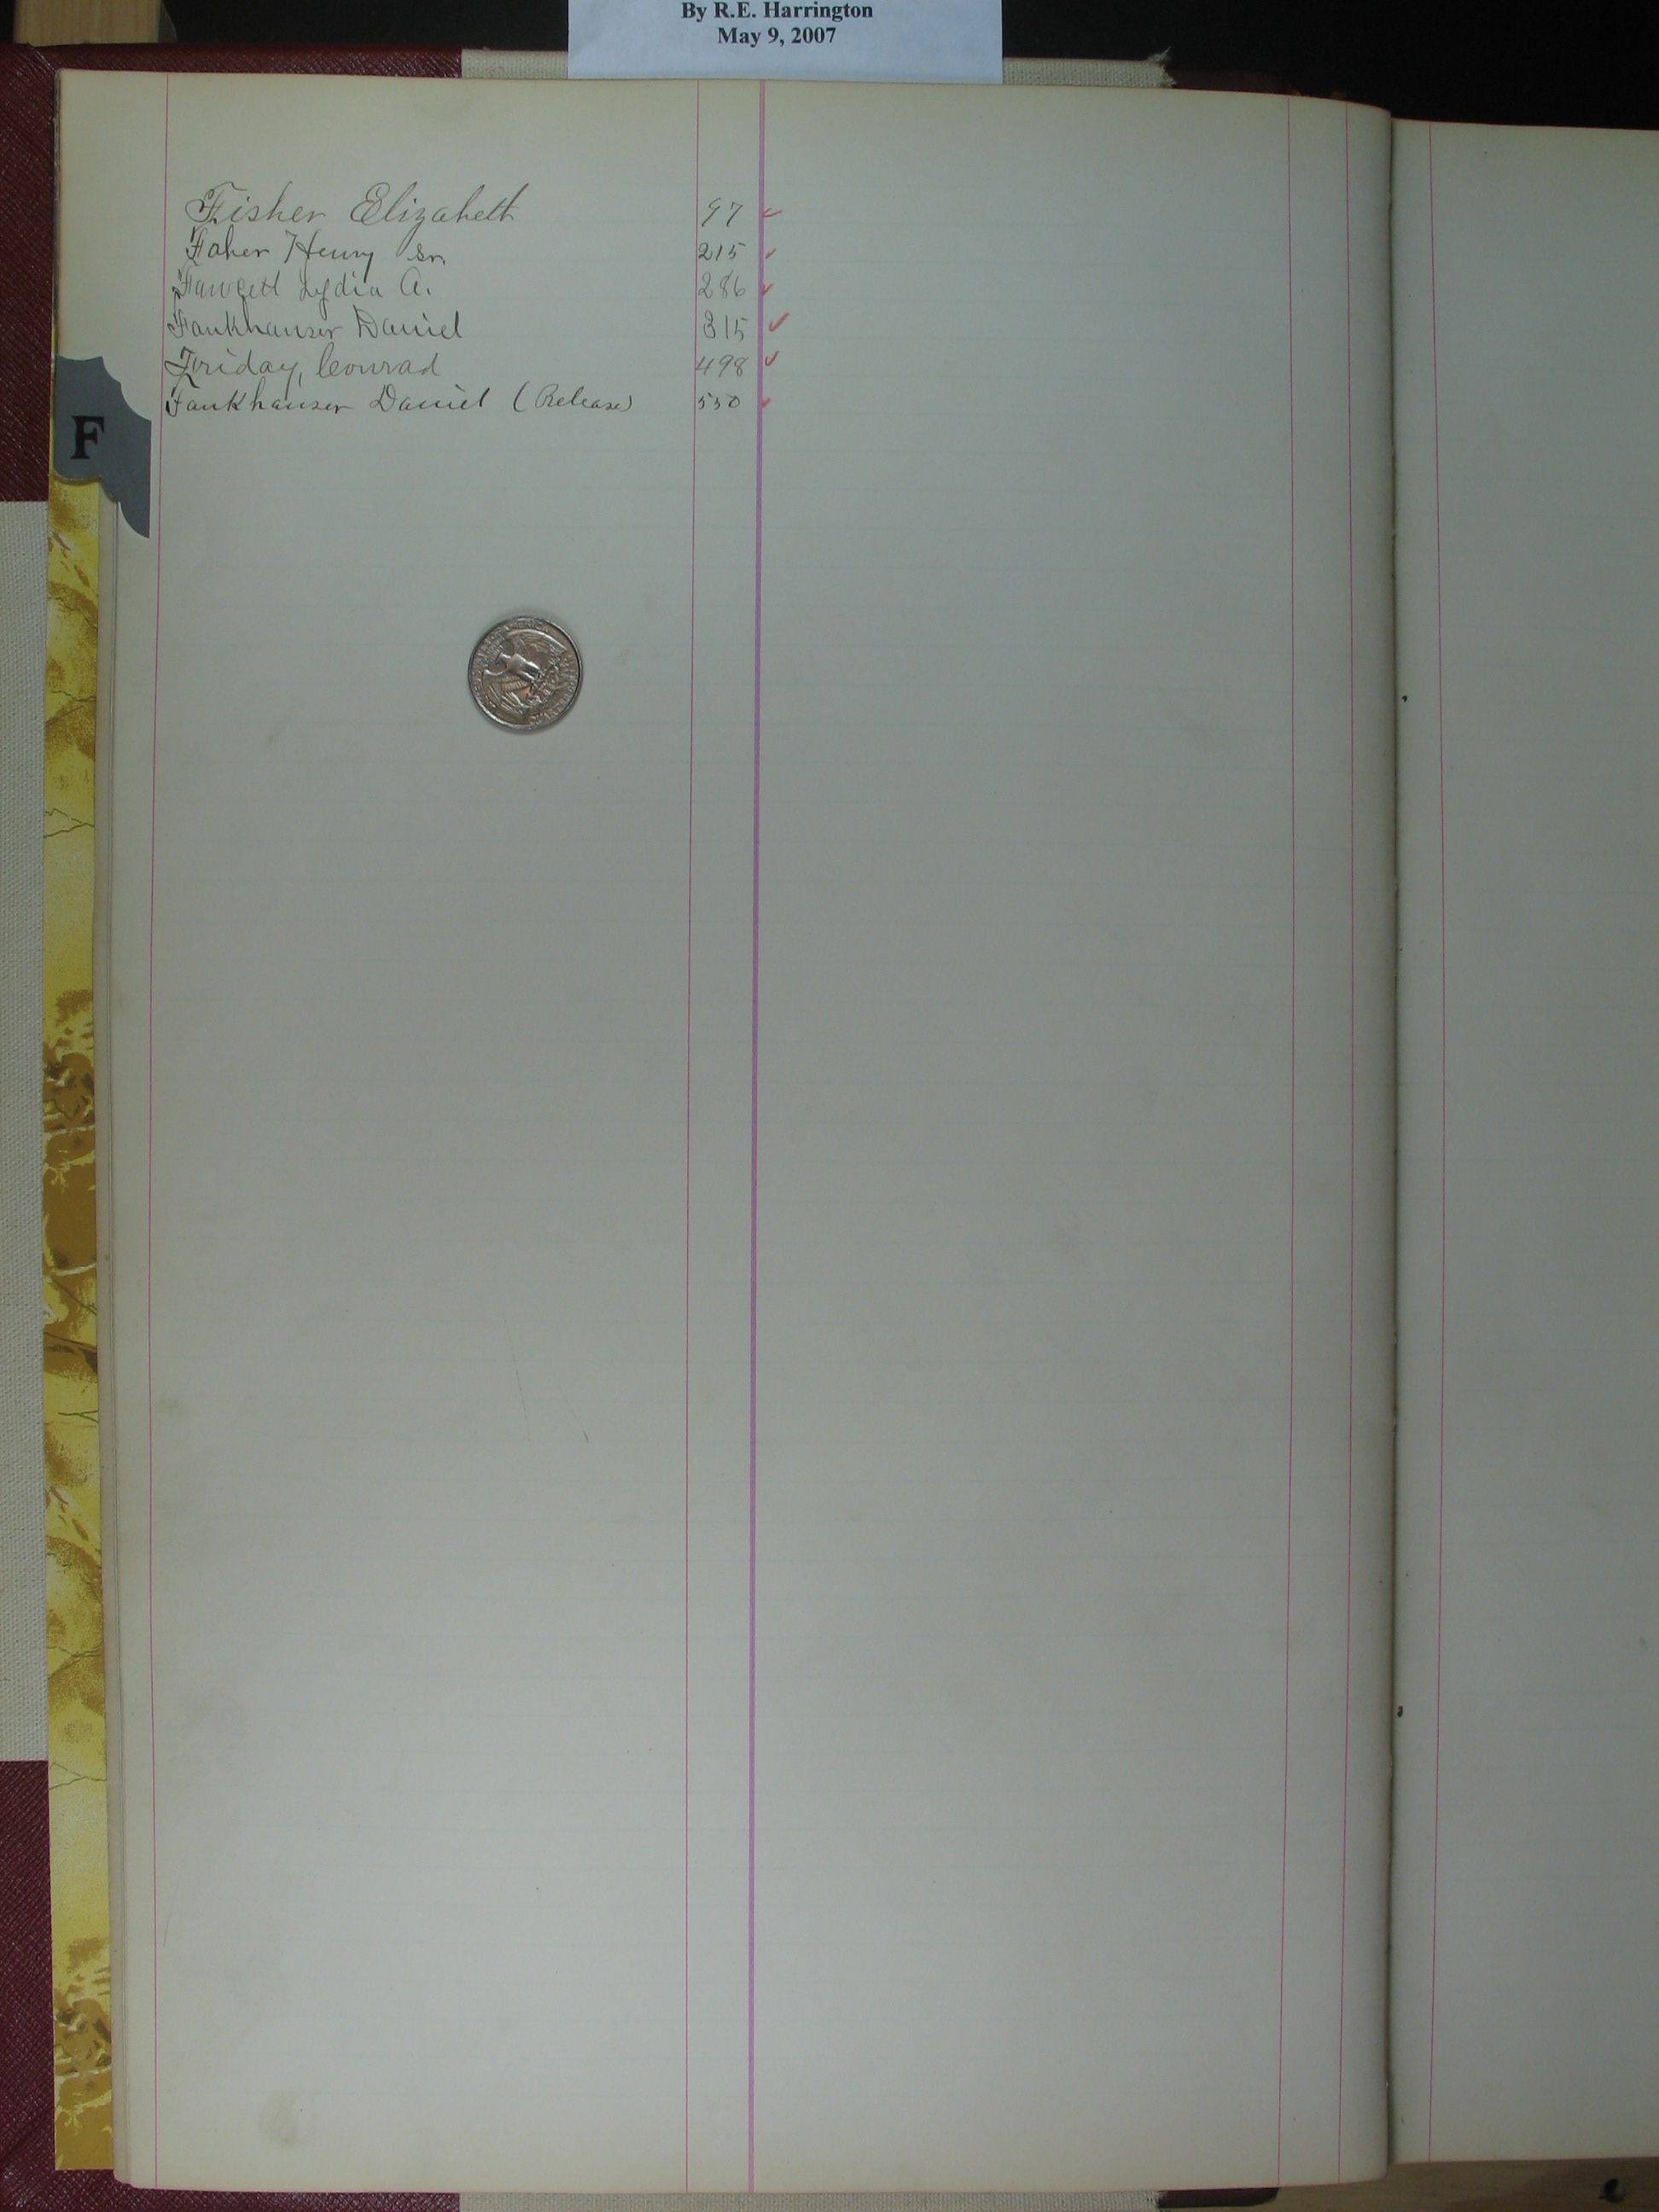 By R.E. Harrington
May 9, 2007
Fisher Elizabeth 97
Faher Henry Sr. 215
Fawcett Lydia A. 286
Fankhauser Daniel 315
Friday, Conrad 498
Fankhauser Daniel (Release) 550
F